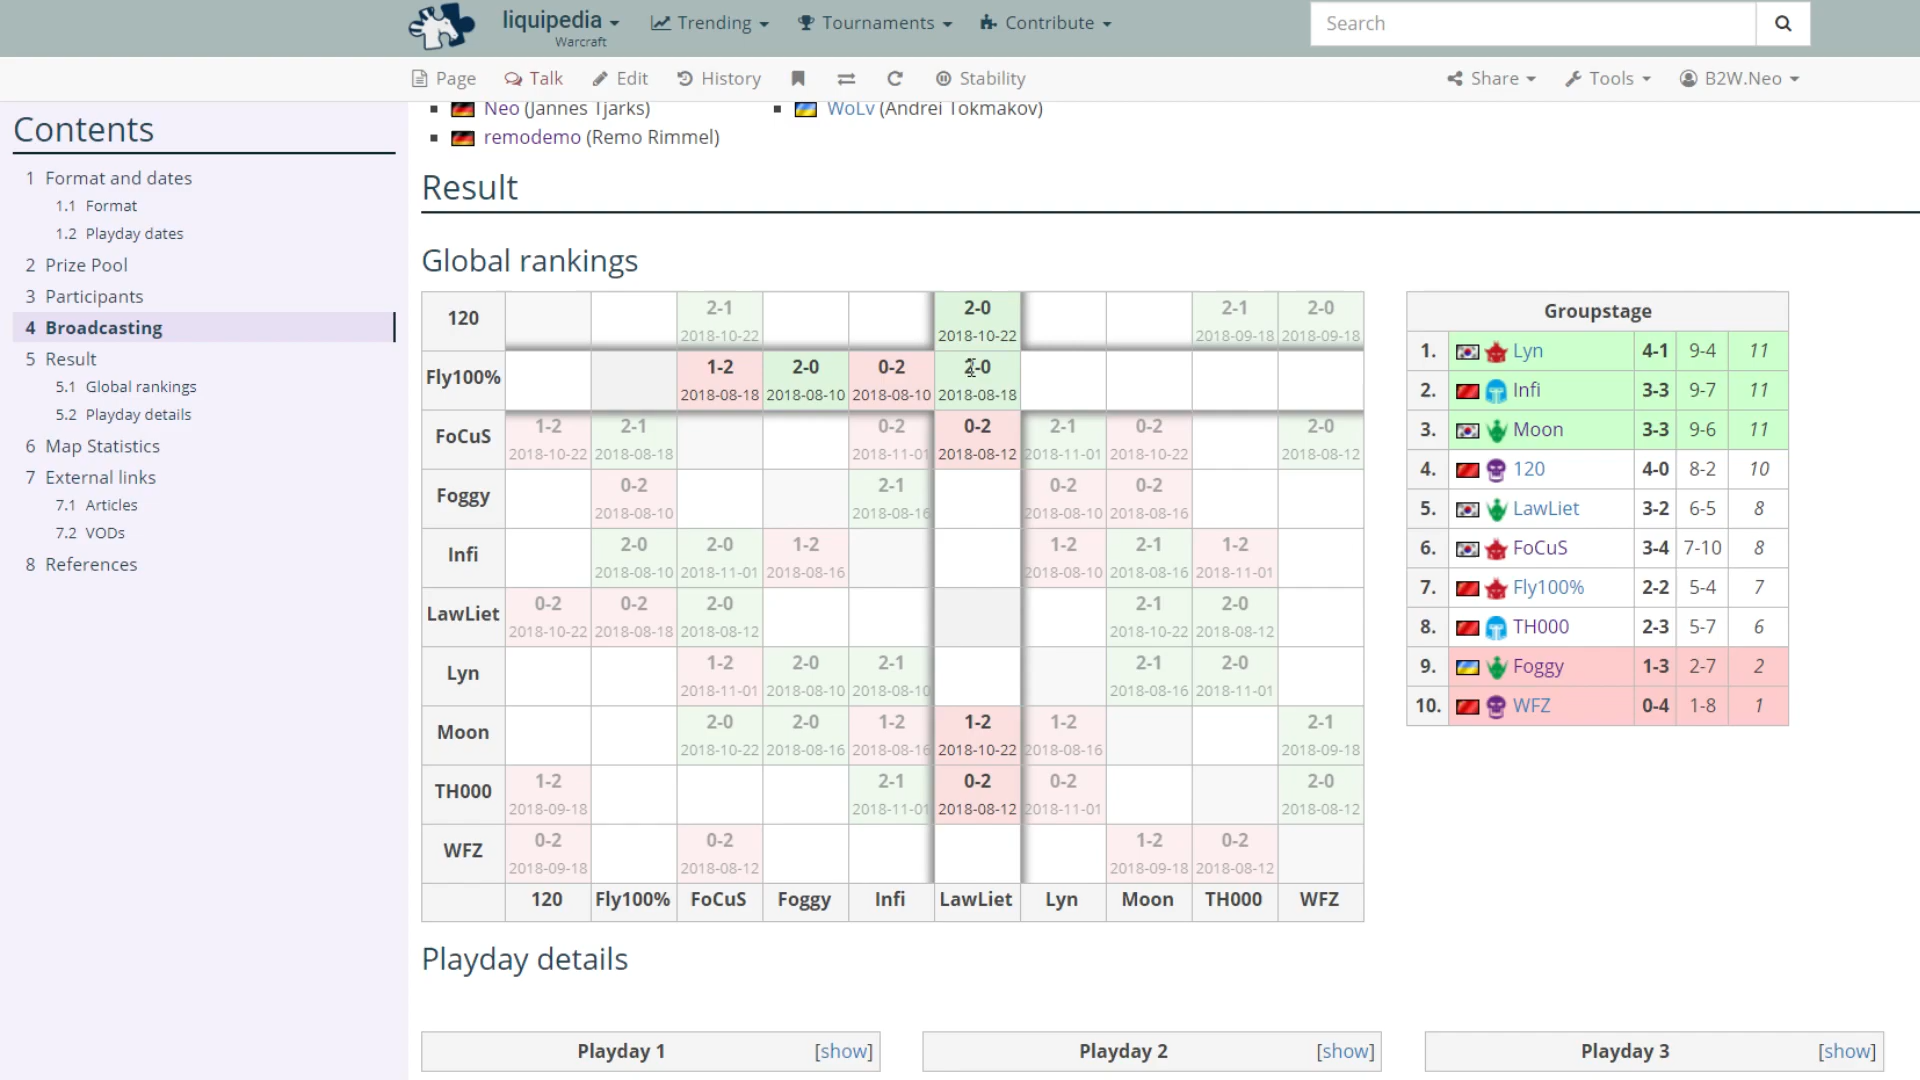 liquipedia
Warcraft
Trending
Tournaments
Contribute
Search
Page
Talk
Edit
History
Stability
Share
Tools
B2W.Neo
Contents
1 Format and dates
1.1 Format
1.2 Playday dates
2 Prize Pool
3 Participants
4 Broadcasting
5 Result
5.1 Global rankings
5.2 Playday details
6 Map Statistics
7 External links
7.1 Articles
7.2 VODs
8 References
Neo (Jannes Tjarks)
WoLv (Andrei Tokmakov)
remodemo (Remo Rimmel)
Result
Global rankings
120 2-1 2-0 2-1 2-0
2018-10-22 2018-10-22 2018-09-18 2018-09-18
Fly100% 1-2 2-0 0-2 2-0
2018-08-18 2018-08-10 2018-08-10 2018-08-18
FoCuS 1-2 2-1 0-2 0-2 2-1 0-2 2-0
2018-10-22 2018-08-18 2018-11-01 2018-08-12 2018-11-01 2018-10-22 2018-08-12
Foggy 0-2 2-1 0-2 0-2
2018-08-10 2018-08-16 2018-08-10 2018-08-16
Infi 2-0 2-0 1-2 1-2 2-1 1-2
2018-08-10 2018-11-01 2018-08-16 2018-08-10 2018-08-16 2018-11-01
LawLiet 0-2 0-2 2-0 2-1 2-0
2018-10-22 2018-08-18 2018-08-12 2018-10-22 2018-08-12
Lyn 1-2 2-0 2-1 2-1 2-0
2018-11-01 2018-08-10 2018-08-10 2018-08-16 2018-11-01
Moon 2-0 2-0 1-2 1-2 1-2 2-1
2018-10-22 2018-08-16 2018-08-16 2018-10-22 2018-08-16 2018-09-18
TH000 1-2 2-1 0-2 0-2 2-0
2018-09-18 2018-11-01 2018-08-12 2018-11-01 2018-08-12
WFZ 0-2 0-2 1-2 0-2
2018-09-18 2018-08-12 2018-09-18 2018-08-12
120 Fly100% FoCuS Foggy Infi LawLiet Lyn Moon TH000 WFZ
Groupstage
1. Lyn 4-1 9-4 11
2. Infi 3-3 9-7 11
3. Moon 3-3 9-6 11
4. 120 4-0 8-2 10
5. LawLiet 3-2 6-5 8
6. FoCuS 3-4 7-10 8
7. Fly100% 2-2 5-4 7
8. TH000 2-3 5-7 6
9. Foggy 1-3 2-7 2
10. WFZ 0-4 1-8 1
Playday details
Playday 1 [show]
Playday 2 [show]
Playday 3 [show]